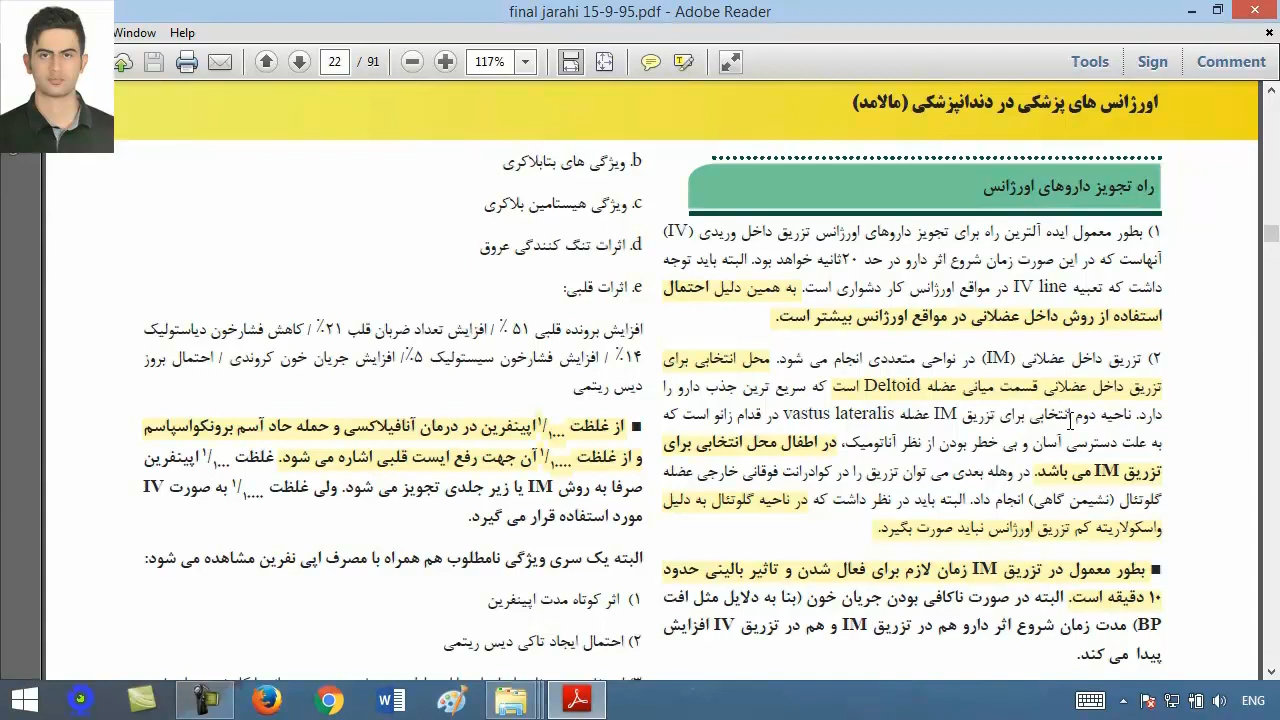 final jarahi 15-9-95.pdf - Adobe Reader
Window Help
22 / 91 117% Tools Sign Comment
اورژانس های پزشکی در دندانپزشکی (مالامد)
راه تجویز داروهای اورژانس
۱) بطور معمول ایده آلترین راه برای تجویز داروهای اورژانس تزریق داخل وریدی (IV)
آنهاست که در این صورت زمان شروع اثر دارو در حد ۲۰ثانیه خواهد بود. البته باید توجه
داشت که تعبیه IV line در مواقع اورژانس کار دشواری است. به همین دلیل احتمال
استفاده از روش داخل عضلانی در مواقع اورژانس بیشتر است.
۲) تزریق داخل عضلانی (IM) در نواحی متعددی انجام می شود. محل انتخابی برای
تزریق داخل عضلانی قسمت میانی عضله Deltoid است که سریع ترین جذب دارو را
دارد. ناحیه دوم انتخابی برای تزریق IM عضله vastus lateralis در قدام زانو است که
به علت دسترسی آسان و بی خطر بودن از نظر آناتومیک، در اطفال محل انتخابی برای
تزریق IM می باشد. در وهله بعدی می توان تزریق را در کوادرانت فوقانی خارجی عضله
گلوتئال (نشیمن گاهی) انجام داد. البته باید در نظر داشت که در ناحیه گلوتئال به دلیل
واسکولاریته کم تزریق اورژانس نباید صورت بگیرد.
■ بطور معمول در تزریق IM زمان لازم برای فعال شدن و تاثیر بالینی حدود
۱۰ دقیقه است. البته در صورت ناکافی بودن جریان خون (بنا به دلایل مثل افت
BP) مدت زمان شروع اثر دارو هم در تزریق IM و هم در تزریق IV افزایش
پیدا می کند.
b. ویژگی های بتابلاکری
c. ویژگی هیستامین بلاکری
d. اثرات تنگ کنندگی عروق
e. اثرات قلبی:
افزایش برونده قلبی ۵۱ ٪ / افزایش تعداد ضربان قلب ۲۱٪ / کاهش فشارخون دیاستولیک
۱۴٪ / افزایش فشارخون سیستولیک ۵٪/ افزایش جریان خون کروندی / احتمال بروز
دیس ریتمی
■ از غلظت ۱/۱۰۰۰ اپینفرین در درمان آنافیلاکسی و حمله حاد آسم برونکواسپاسم
و از غلظت ۱/۱۰۰۰۰ آن جهت رفع ایست قلبی اشاره می شود. غلظت ۱/۱۰۰۰ اپینفرین
صرفا به روش IM یا زیر جلدی تجویز می شود. ولی غلظت ۱/۱۰۰۰۰ به صورت IV
مورد استفاده قرار می گیرد.
البته یک سری ویژگی نامطلوب هم همراه با مصرف اپی نفرین مشاهده می شود:
۱) اثر کوتاه مدت اپینفرین
۲) احتمال ایجاد تاکی دیس ریتمی
ENG